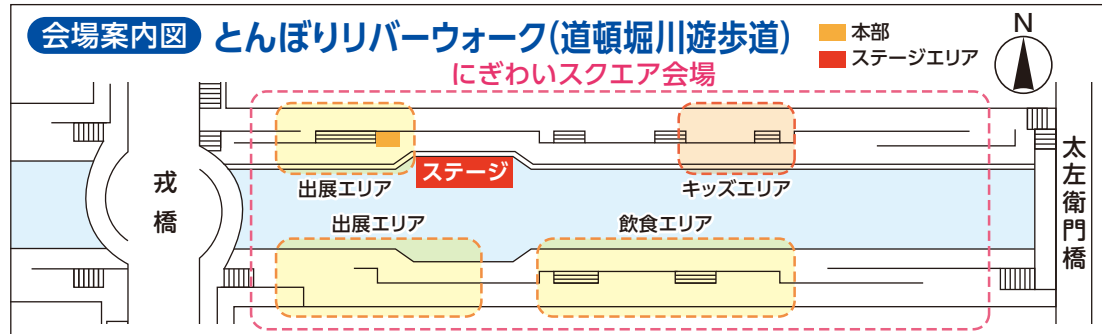 会場案内図 とんぼりリバーウォーク(道頓堀川遊歩道)
にぎわいスクエア会場
本部
ステージエリア
N
戎橋
ステージ
出展エリア
キッズエリア
出展エリア
飲食エリア
太左衛門橋